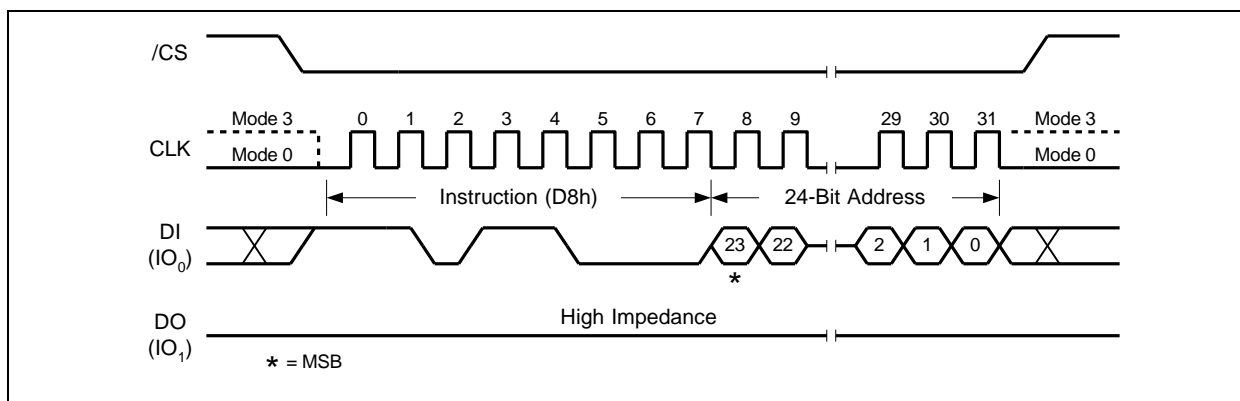 /CS
Mode 3
0 1 2 3 4 5 6 7 8 9 29 30 31
Mode 3
CLK
Mode 0
Mode 0
Instruction (D8h)
24-Bit Address
DI
(IO₀)
23 22 2 1 0
*
DO
(IO₁)
High Impedance
* = MSB